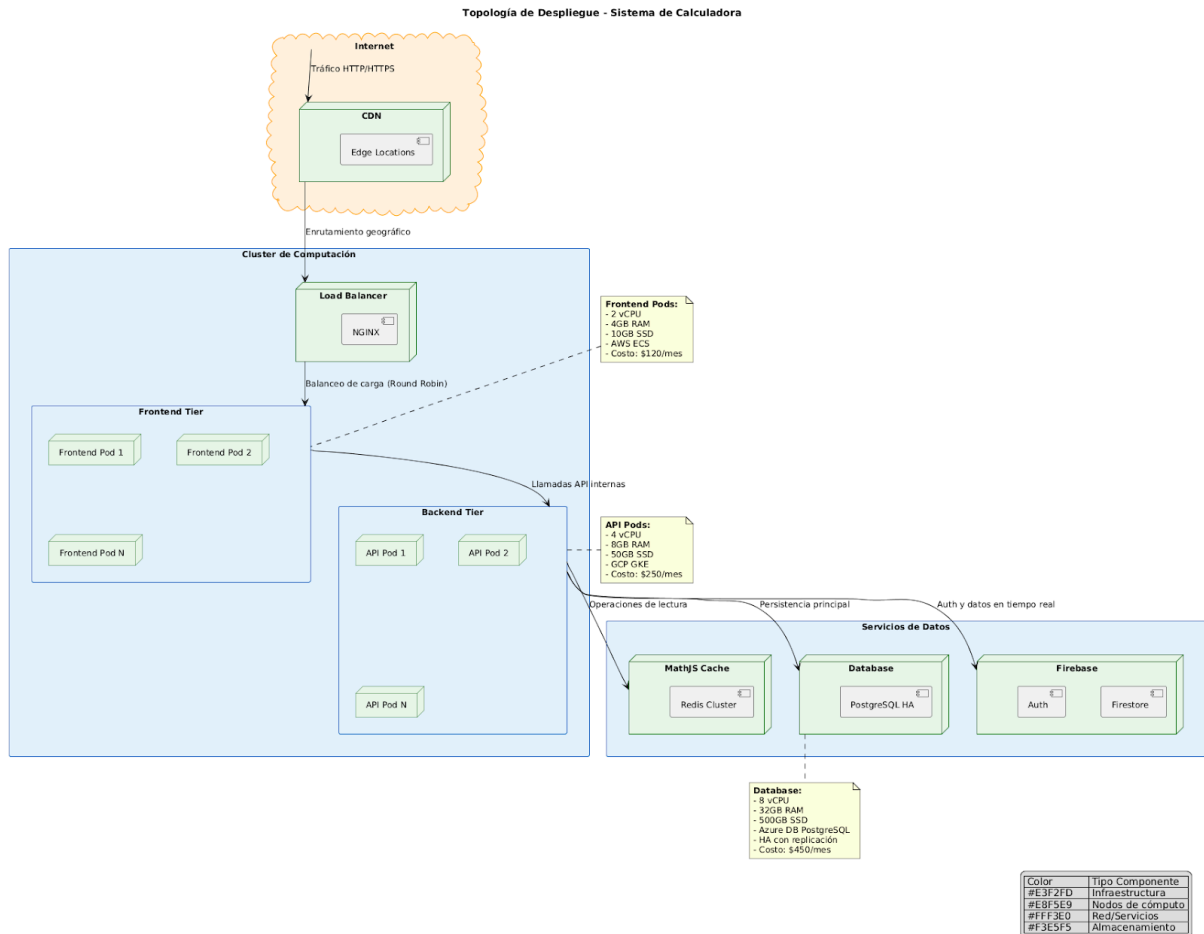 Topología de Despliegue - Sistema de Calculadora
Internet
Tráfico HTTP/HTTPS
CDN
Edge Locations
Enrutamiento geográfico
Cluster de Computación
Load Balancer
NGINX
Balanceo de carga (Round Robin)
Frontend Pods:
- 2 vCPU
- 4GB RAM
- 10GB SSD
- AWS ECS
- Costo: $120/mes
Frontend Tier
Frontend Pod 1
Frontend Pod 2
Frontend Pod N
Llamadas API internas
Backend Tier
API Pod 1
API Pod 2
API Pod N
API Pods:
- 4 vCPU
- 8GB RAM
- 50GB SSD
- GCP GKE
- Costo: $250/mes
Operaciones de lectura
Persistencia principal
Auth y datos en tiempo real
Servicios de Datos
MathJS Cache
Redis Cluster
Database
PostgreSQL HA
Firebase
Auth
Firestore
Database:
- 8 vCPU
- 32GB RAM
- 500GB SSD
- Azure DB PostgreSQL
- HA con replicación
- Costo: $450/mes
Color Tipo Componente
#E3F2FD Infraestructura
#E8F5E9 Nodos de cómputo
#FFF3E0 Red/Servicios
#F3E5F5 Almacenamiento